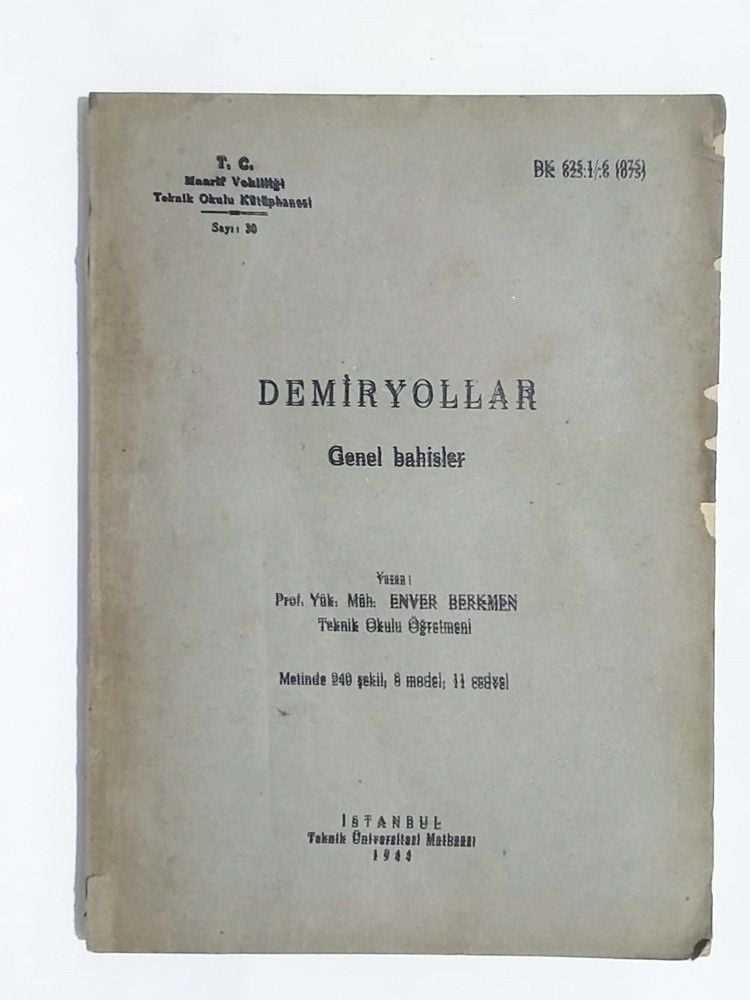 T. C.
Maarif Vekilliği
Teknik Okulu Kütüphanesi
Sayı: 30
DK 625.1/.6 (075)
DEMİRYOLLAR
Genel bahisler
Yazan:
Prof. Yük. Müh. ENVER BERKMEN
Teknik Okulu Öğretmeni
Metinde 240 şekil, 8 model, 11 cedvel
İSTANBUL
Teknik Üniversitesi Matbaası
1944